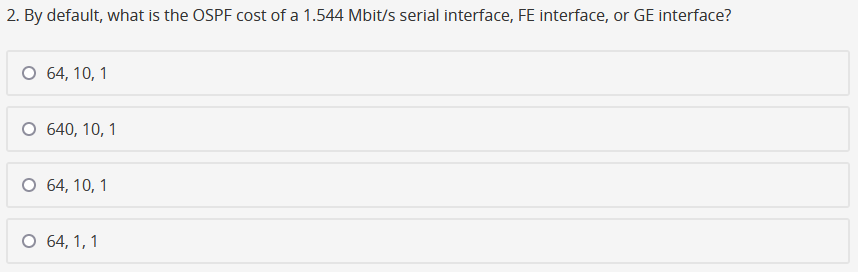 2. By default, what is the OSPF cost of a 1.544 Mbit/s serial interface, FE interface, or GE interface?
64, 10, 1
640, 10, 1
64, 10, 1
64, 1, 1